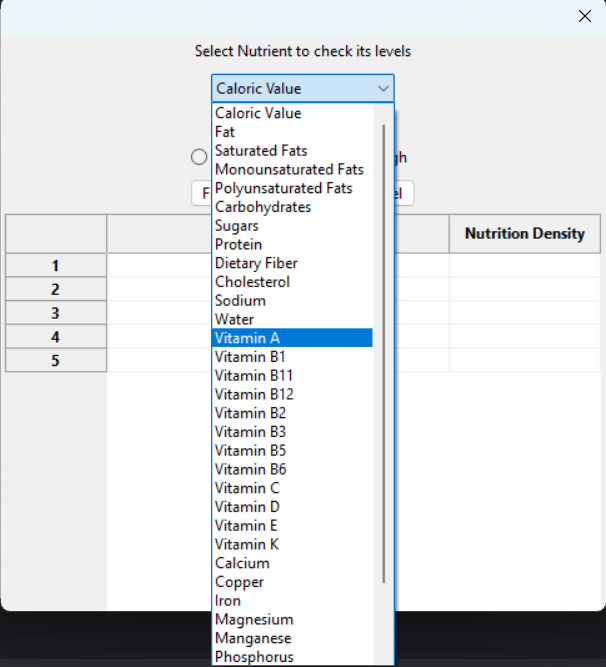 Select Nutrient to check its levels
Caloric Value
Caloric Value
Fat
Saturated Fats
Monounsaturated Fats
Polyunsaturated Fats
Carbohydrates
Sugars
Protein
Dietary Fiber
Cholesterol
Sodium
Water
Vitamin A
Vitamin B1
Vitamin B11
Vitamin B12
Vitamin B2
Vitamin B3
Vitamin B5
Vitamin B6
Vitamin C
Vitamin D
Vitamin E
Vitamin K
Calcium
Copper
Iron
Magnesium
Manganese
Phosphorus
Nutrition Density
1
2
3
4
5